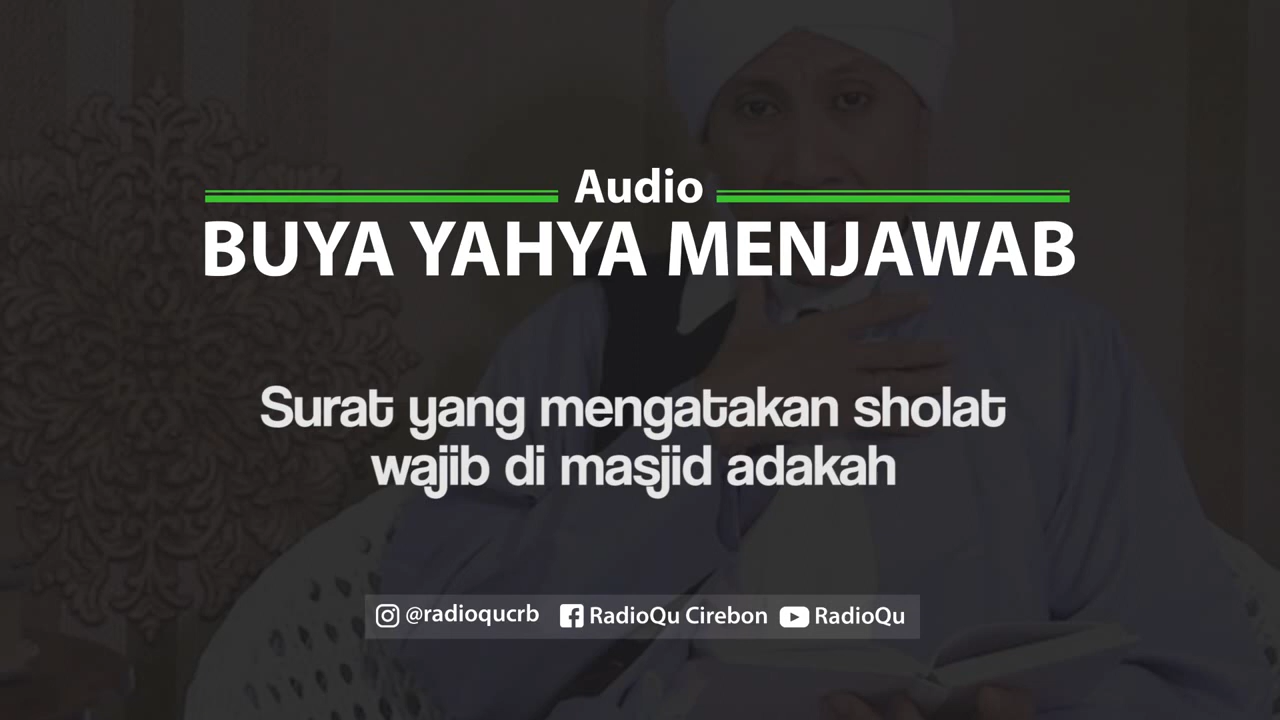 Audio
BUYA YAHYA MENJAWAB
Surat yang mengatakan sholat
wajib di masjid adakah
@radioqucrb RadioQu Cirebon RadioQu